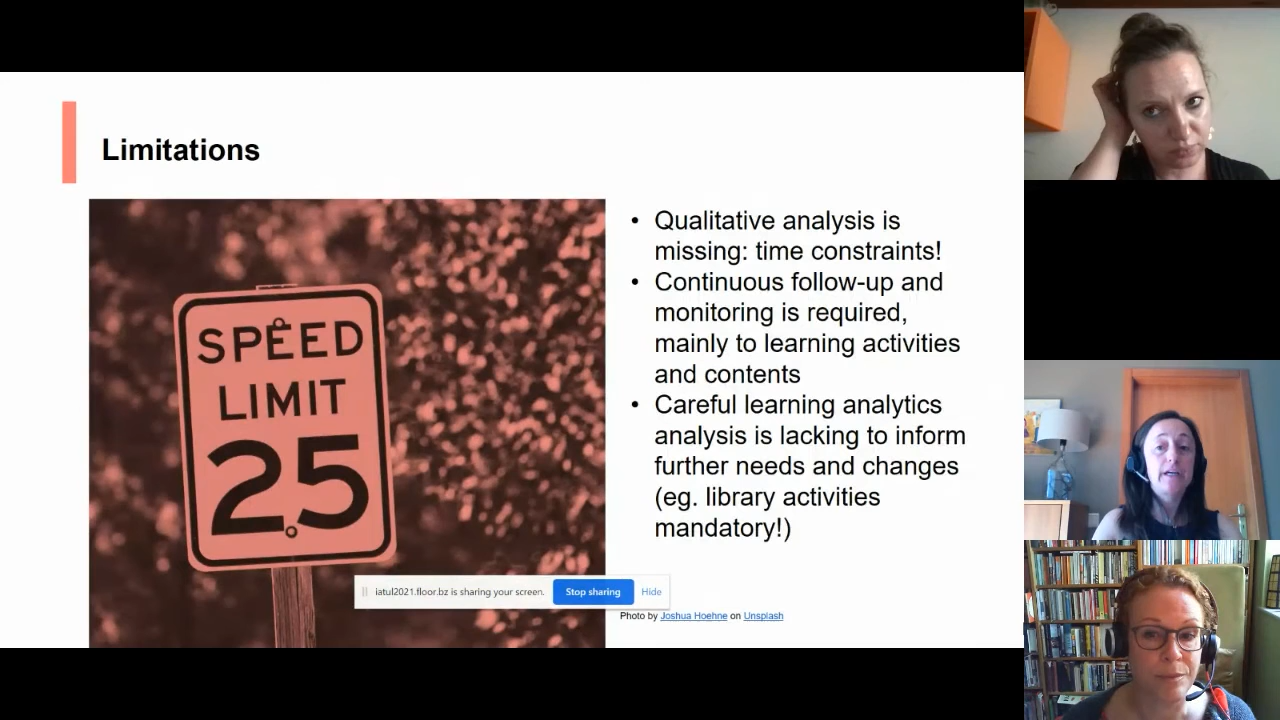 Limitations
SPEED
LIMIT
25
• Qualitative analysis is
missing: time constraints!
• Continuous follow-up and
monitoring is required,
mainly to learning activities
and contents
• Careful learning analytics
analysis is lacking to inform
further needs and changes
(eg. library activities
mandatory!)
iatul2021.floor.bz is sharing your screen. Stop sharing Hide
Photo by Joshua Hoehne on Unsplash